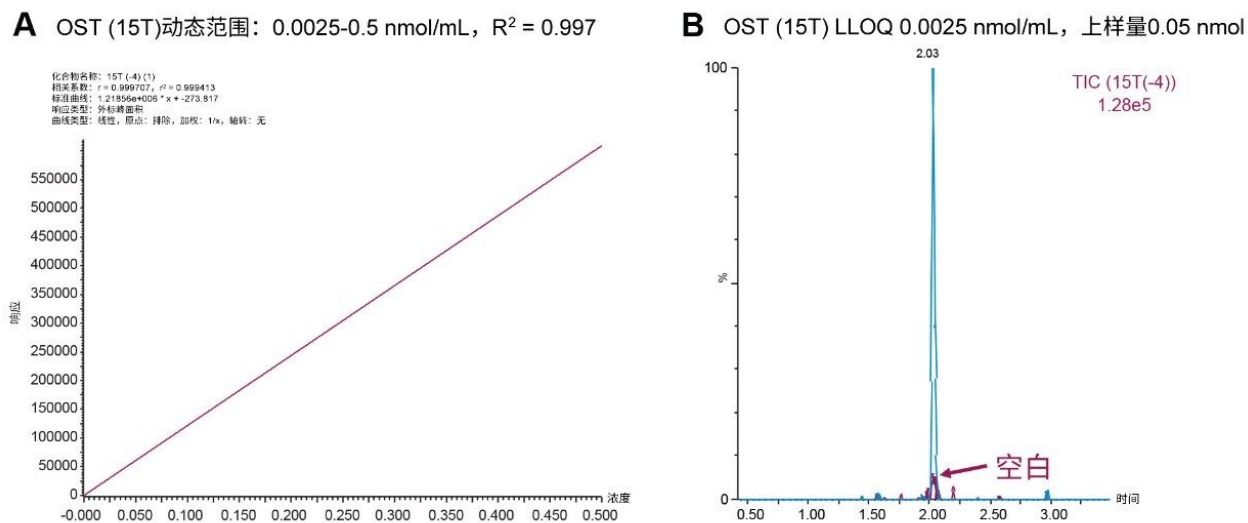 A OST (15T)动态范围：0.0025-0.5 nmol/mL，R² = 0.997
化合物名称：15T (-4) (1)
相关系数：r = 0.999707，r² = 0.999413
标准曲线：1.21856e+006 * x + -273.817
响应类型：外标峰面积
曲线类型：线性，原点：排除，加权：1/x，轴转：无
550000
500000
450000
400000
350000
300000
250000
200000
150000
100000
50000
0
响应
-0.000 0.050 0.100 0.150 0.200 0.250 0.300 0.350 0.400 0.450 0.500
浓度
B OST (15T) LLOQ 0.0025 nmol/mL，上样量0.05 nmol
2.03
100
TIC (15T(-4))
1.28e5
%
空白
0
时间
0.50 1.00 1.50 2.00 2.50 3.00